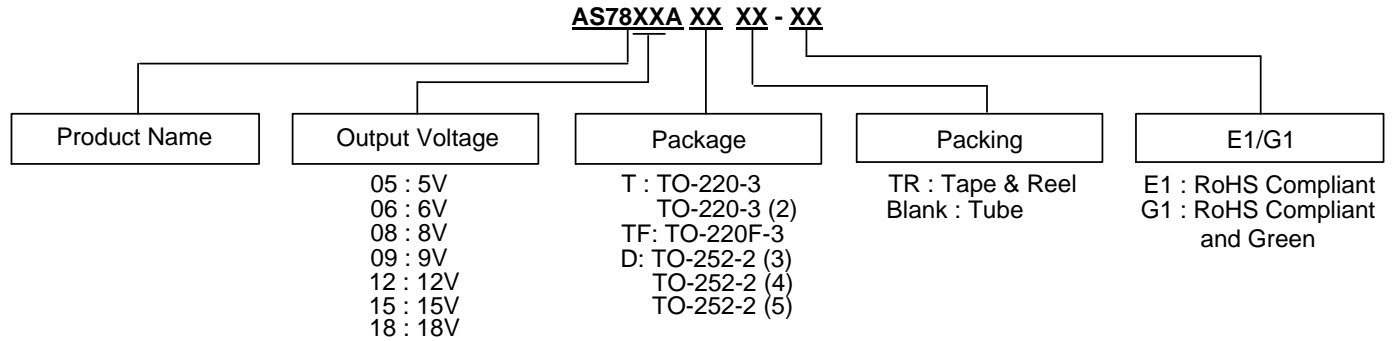 AS78XXA XX XX - XX
Product Name
Output Voltage
05 : 5V
06 : 6V
08 : 8V
09 : 9V
12 : 12V
15 : 15V
18 : 18V
Package
T : TO-220-3
TO-220-3 (2)
TF: TO-220F-3
D: TO-252-2 (3)
TO-252-2 (4)
TO-252-2 (5)
Packing
TR : Tape & Reel
Blank : Tube
E1/G1
E1 : RoHS Compliant
G1 : RoHS Compliant
and Green